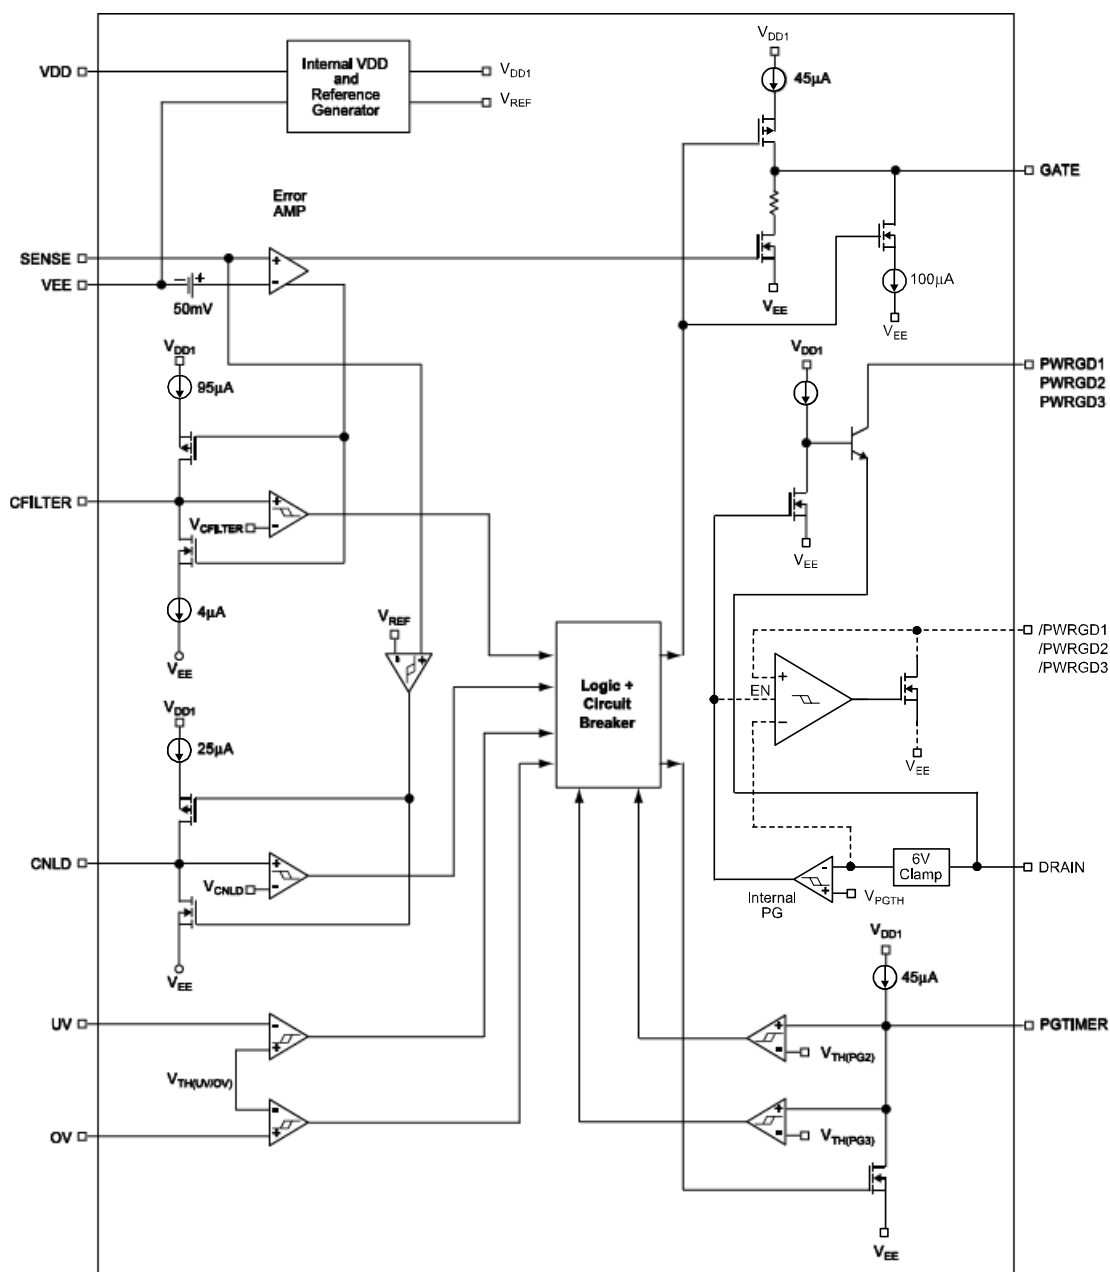 VDD
Internal VDD
and
Reference
Generator
VDD1
VREF
VDD1
45µA
GATE
Error
AMP
SENSE
VEE
+
-
- +
50mV
VEE
100µA
VEE
VDD1
95µA
VDD1
PWRGD1
PWRGD2
PWRGD3
CFILTER
+
-
VCFILTER
VEE
4µA
VEE
VREF
- +
/PWRGD1
/PWRGD2
/PWRGD3
+
EN
-
VEE
Logic +
Circuit
Breaker
VDD1
25µA
CNLD
+
-
VCNLD
VEE
6V
Clamp
DRAIN
-
+
VPGTH
Internal
PG
VDD1
45µA
UV
-
+
VTH(UV/OV)
-
+
OV
PGTIMER
+
-
VTH(PG2)
+
-
VTH(PG3)
VEE